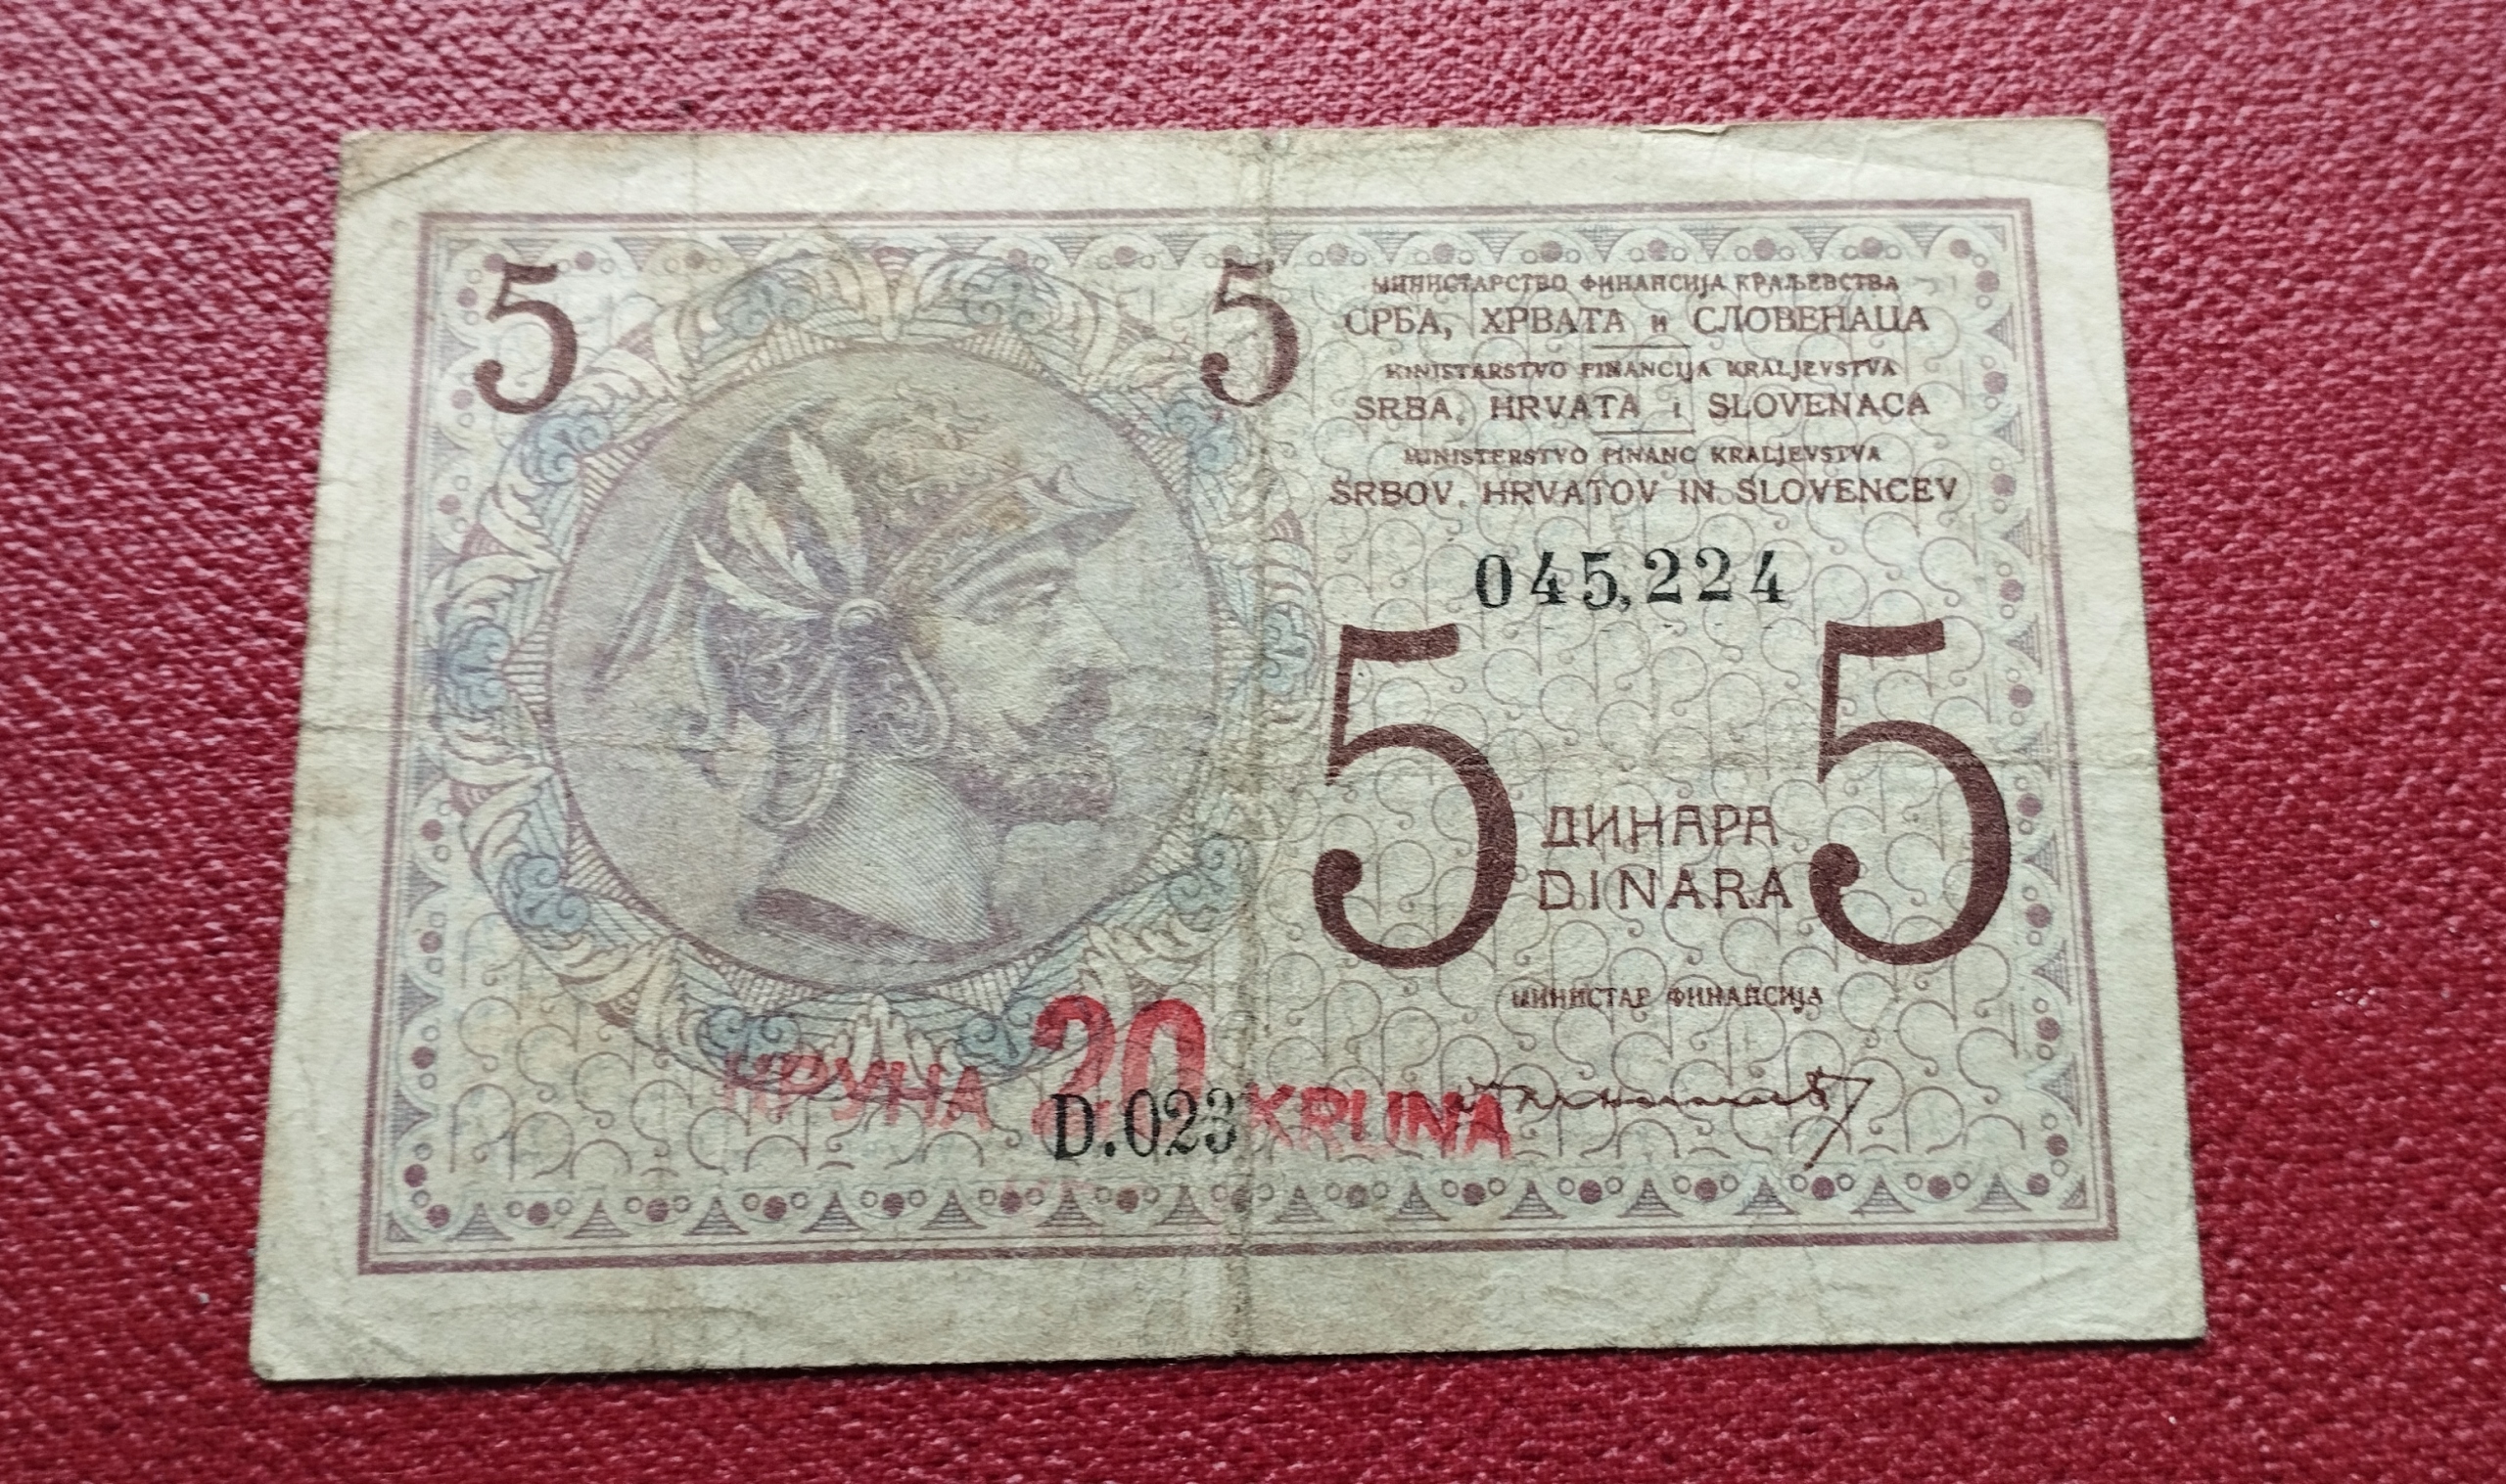 5
5
МИНИСТАРСТВО ФИНАНСИЈА КРАЉЕВСТВА
СРБА, ХРВАТА и СЛОВЕНАЦА
MINISTARSTVO FINANCIJA KRALJEVSTVA
SRBA, HRVATA i SLOVENACA
MINISTERSTVO FINANC KRALJEVSTVA
SRBOV, HRVATOV IN SLOVENCEV
045,224
5 ДИНАРА 5
DINARA
МИНИСТАР ФИНАНСИЈА
КРУНА 20 KRUNA
D.023